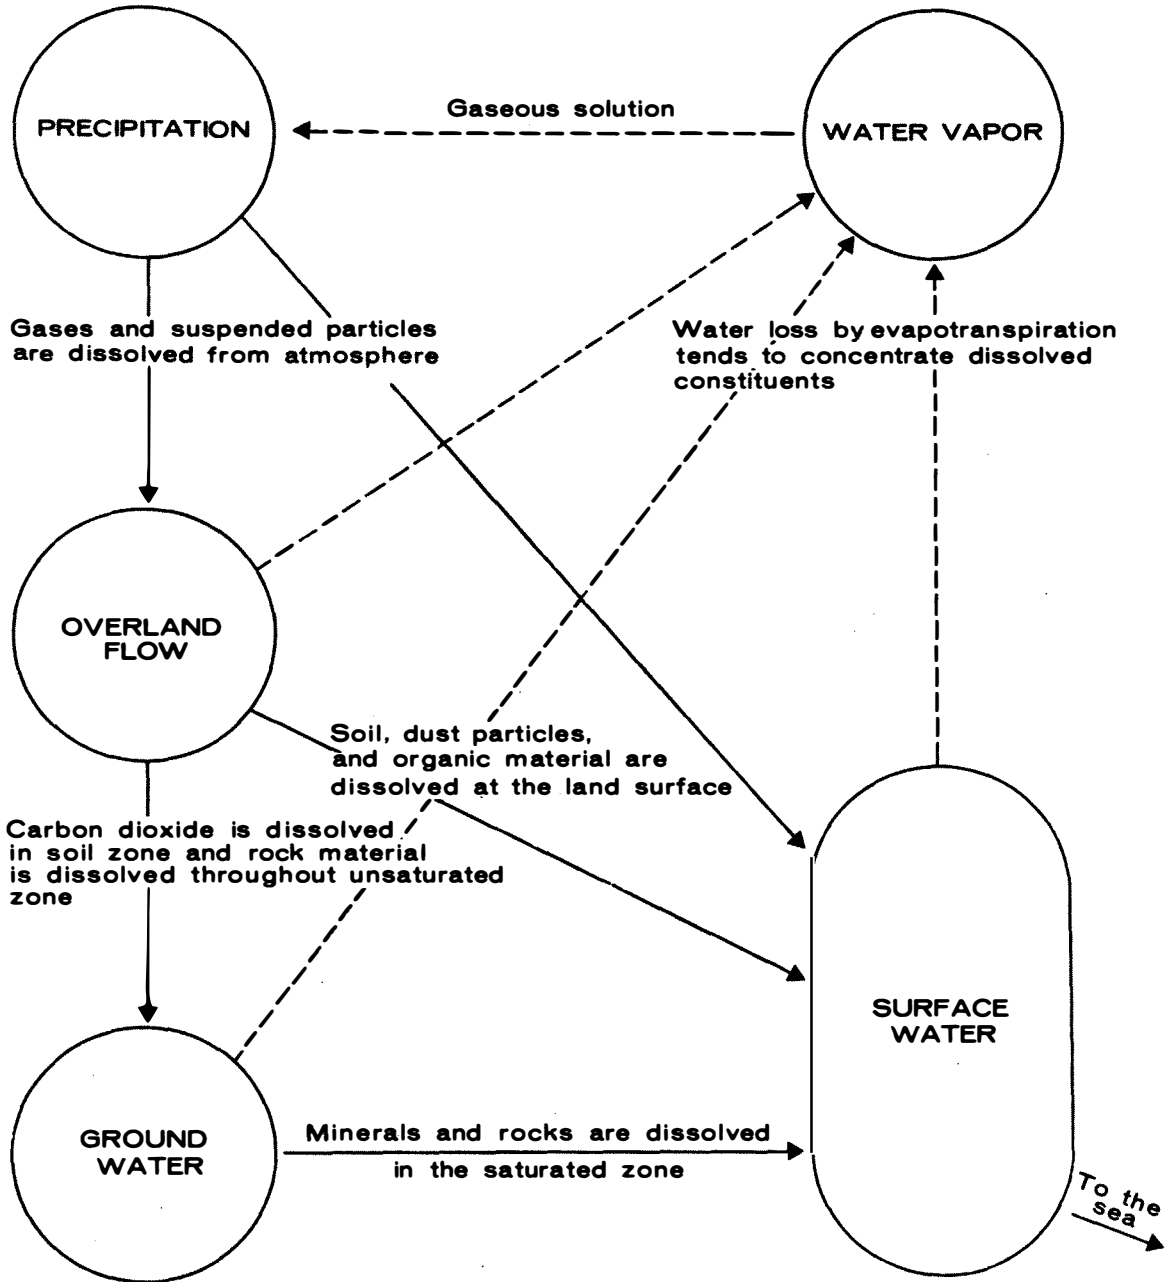 PRECIPITATION
Gaseous solution
WATER VAPOR
Gases and suspended particles
are dissolved from atmosphere
Water loss by evapotranspiration
tends to concentrate dissolved
constituents
OVERLAND
FLOW
Soil, dust particles,
and organic material are
dissolved at the land surface
Carbon dioxide is dissolved
in soil zone and rock material
is dissolved throughout unsaturated
zone
SURFACE
WATER
GROUND
WATER
Minerals and rocks are dissolved
in the saturated zone
To the
sea